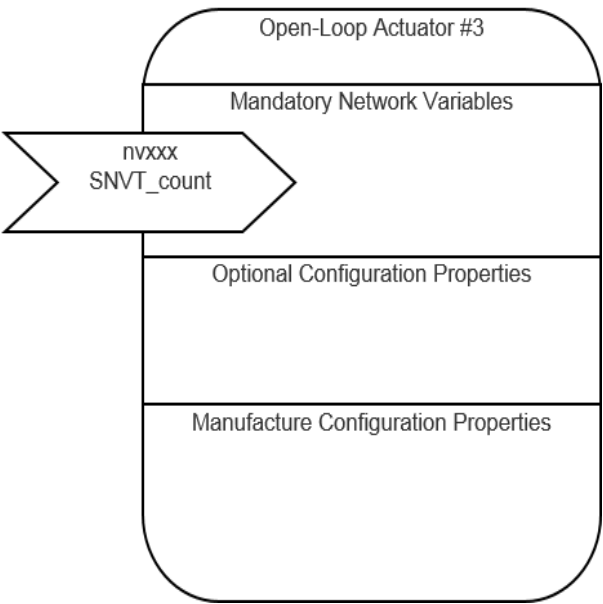 Open-Loop Actuator #3
Mandatory Network Variables
nvxxx
SNVT_count
Optional Configuration Properties
Manufacture Configuration Properties